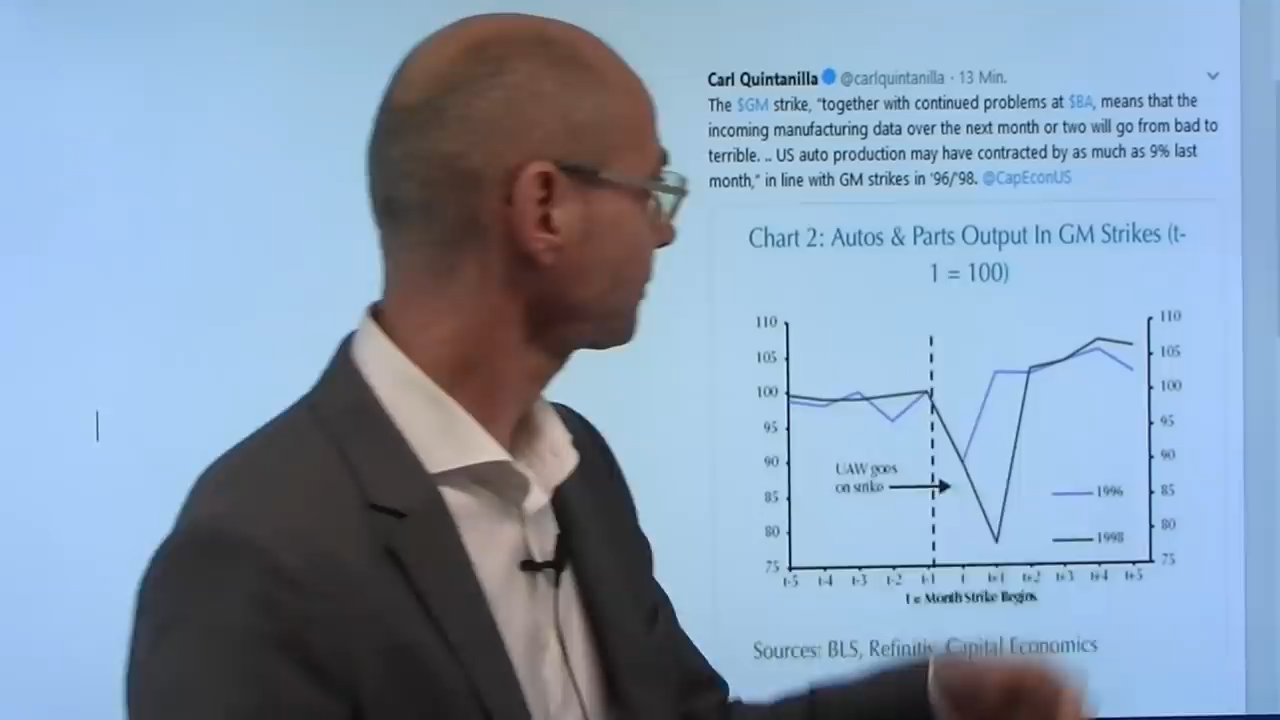 Carl Quintanilla @carlquintanilla · 13 Min.
The $GM strike, "together with continued problems at $BA, means that the
incoming manufacturing data over the next month or two will go from bad to
terrible. .. US auto production may have contracted by as much as 9% last
month," in line with GM strikes in '96/'98. @CapEconUS
Chart 2: Autos & Parts Output In GM Strikes (t-
1 = 100)
110 110
105 105
100 100
95 95
90 90
UAW goes
on strike
85 85
1996
80 80
1998
75 75
t-5 t-4 t-3 t-2 t-1 t t+1 t+2 t+3 t+4 t+5
t = Month Strike Begins
Sources: BLS, Refinitiv, Capital Economics